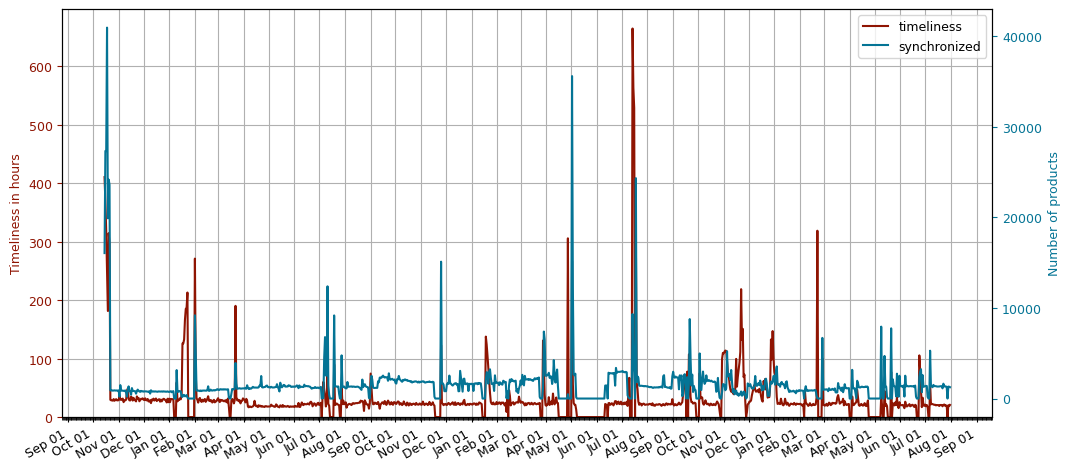 timeliness
synchronized
Timeliness in hours
600
500
400
300
200
100
0
Number of products
40000
30000
20000
10000
0
Sep 01 Oct 01 Nov 01 Dec 01 Jan 01 Feb 01 Mar 01 Apr 01 May 01 Jun 01 Jul 01 Aug 01 Sep 01 Oct 01 Nov 01 Dec 01 Jan 01 Feb 01 Mar 01 Apr 01 May 01 Jun 01 Jul 01 Aug 01 Sep 01 Oct 01 Nov 01 Dec 01 Jan 01 Feb 01 Mar 01 Apr 01 May 01 Jun 01 Jul 01 Aug 01 Sep 01